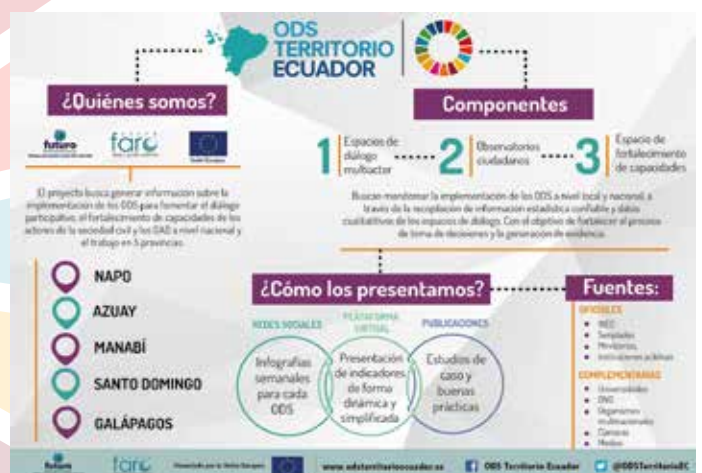 ODS
TERRITORIO
ECUADOR
¿Quiénes somos?
futuro
faro
Unión Europea
El proyecto busca generar información sobre la
implementación de los ODS para fomentar el diálogo
participativo, el fortalecimiento de capacidades de los
actores de la sociedad civil y los GAD a nivel nacional y
el trabajo en 5 provincias.
NAPO
AZUAY
MANABÍ
SANTO DOMINGO
GALÁPAGOS
Componentes
1 Espacios de
diálogo
multiactor
2 Observatorios
ciudadanos
3 Espacio de
fortalecimiento
de capacidades
Buscan monitorear la implementación de los ODS a nivel local y nacional, a
través de la recopilación de información estadística confiable y datos
cualitativos de los espacios de diálogo. Con el objetivo de fortalecer el proceso
de toma de decisiones y la generación de evidencia.
¿Cómo los presentamos?
REDES SOCIALES
Infografías
semanales
para cada
ODS
PLATAFORMA
VIRTUAL
Presentación
de indicadores
de forma
dinámica y
simplificada
PUBLICACIONES
Estudios de
caso y
buenas
prácticas
Fuentes:
OFICIALES
INEC
Senplades
Ministerios,
Instituciones públicas
COMPLEMENTARIAS
Universidades
ONG
Organismos
multinacionales
Cámaras
Medios
futuro
faro
Financiado por la Unión Europea
www.odsterritorioecuador.ec
ODS Territorio Ecuador
@ODSTerritorioEC